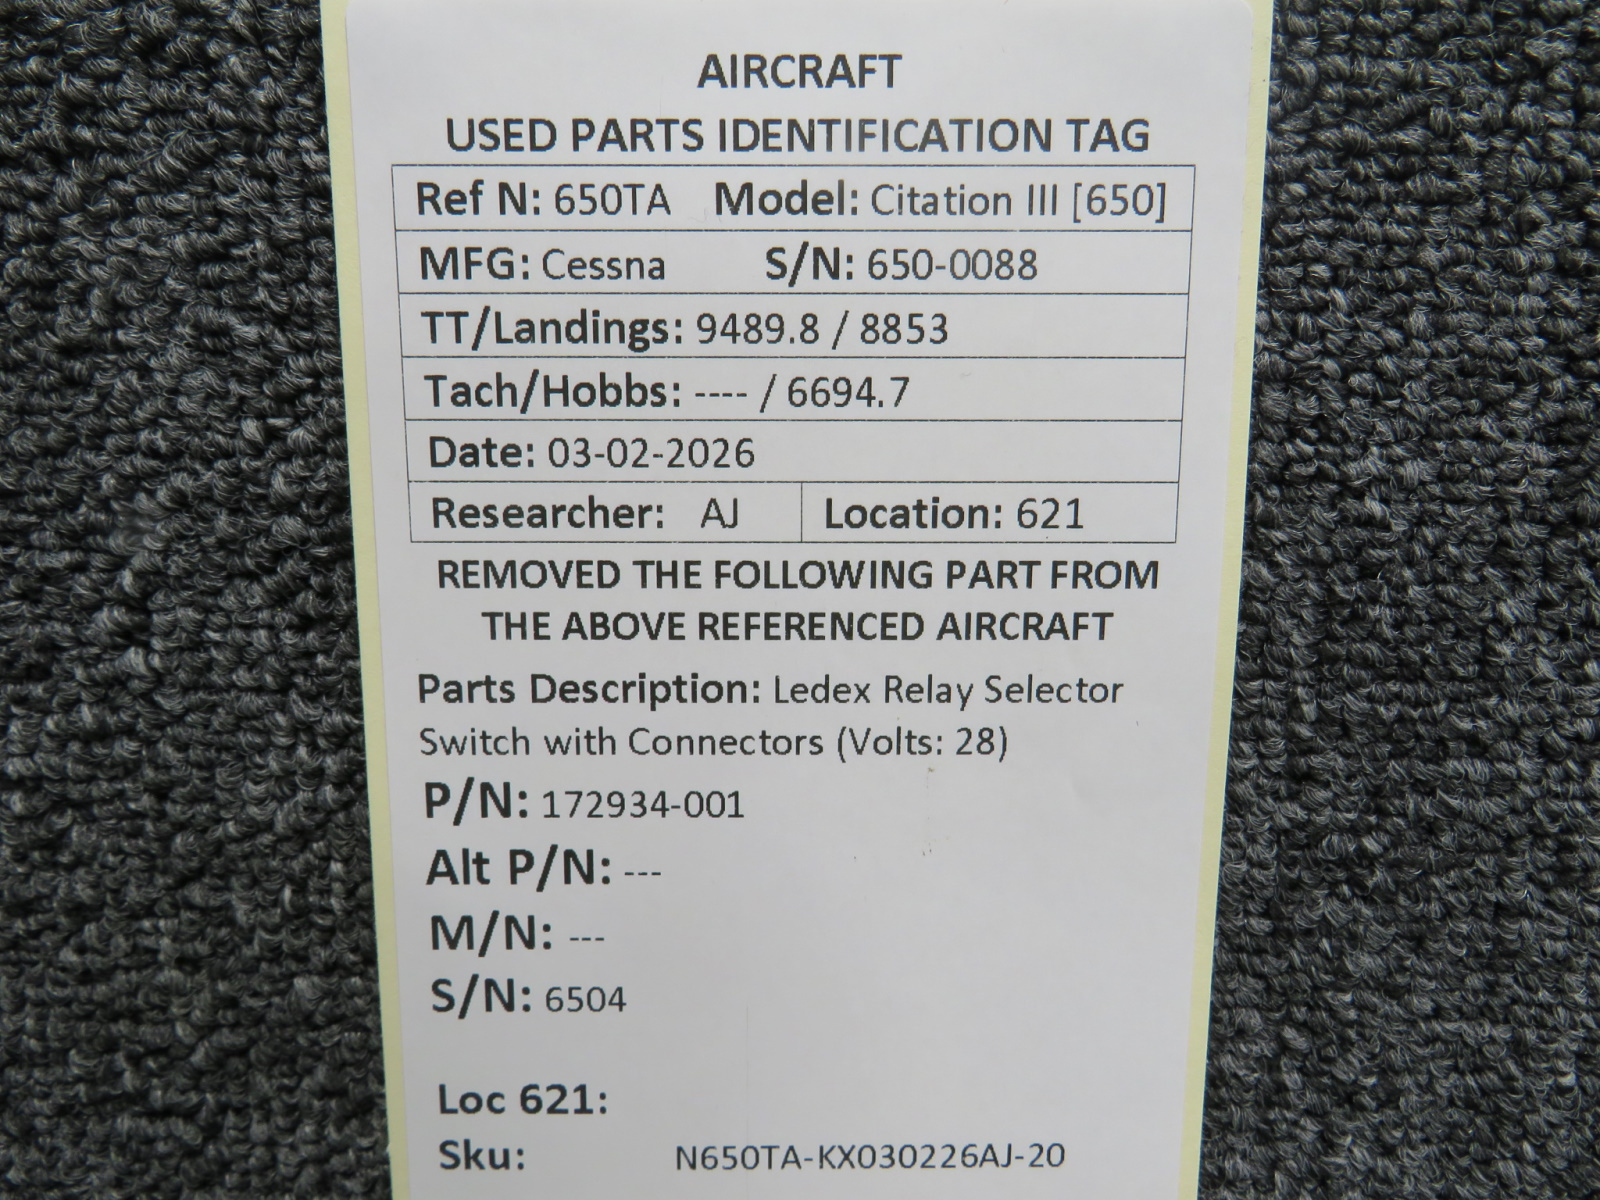 AIRCRAFT
USED PARTS IDENTIFICATION TAG
Ref N: 650TA Model: Citation III [650]
MFG: Cessna S/N: 650-0088
TT/Landings: 9489.8 / 8853
Tach/Hobbs: ---- / 6694.7
Date: 03-02-2026
Researcher: AJ Location: 621
REMOVED THE FOLLOWING PART FROM
THE ABOVE REFERENCED AIRCRAFT
Parts Description: Ledex Relay Selector
Switch with Connectors (Volts: 28)
P/N: 172934-001
Alt P/N: ---
M/N: ---
S/N: 6504
Loc 621:
Sku: N650TA-KX030226AJ-20